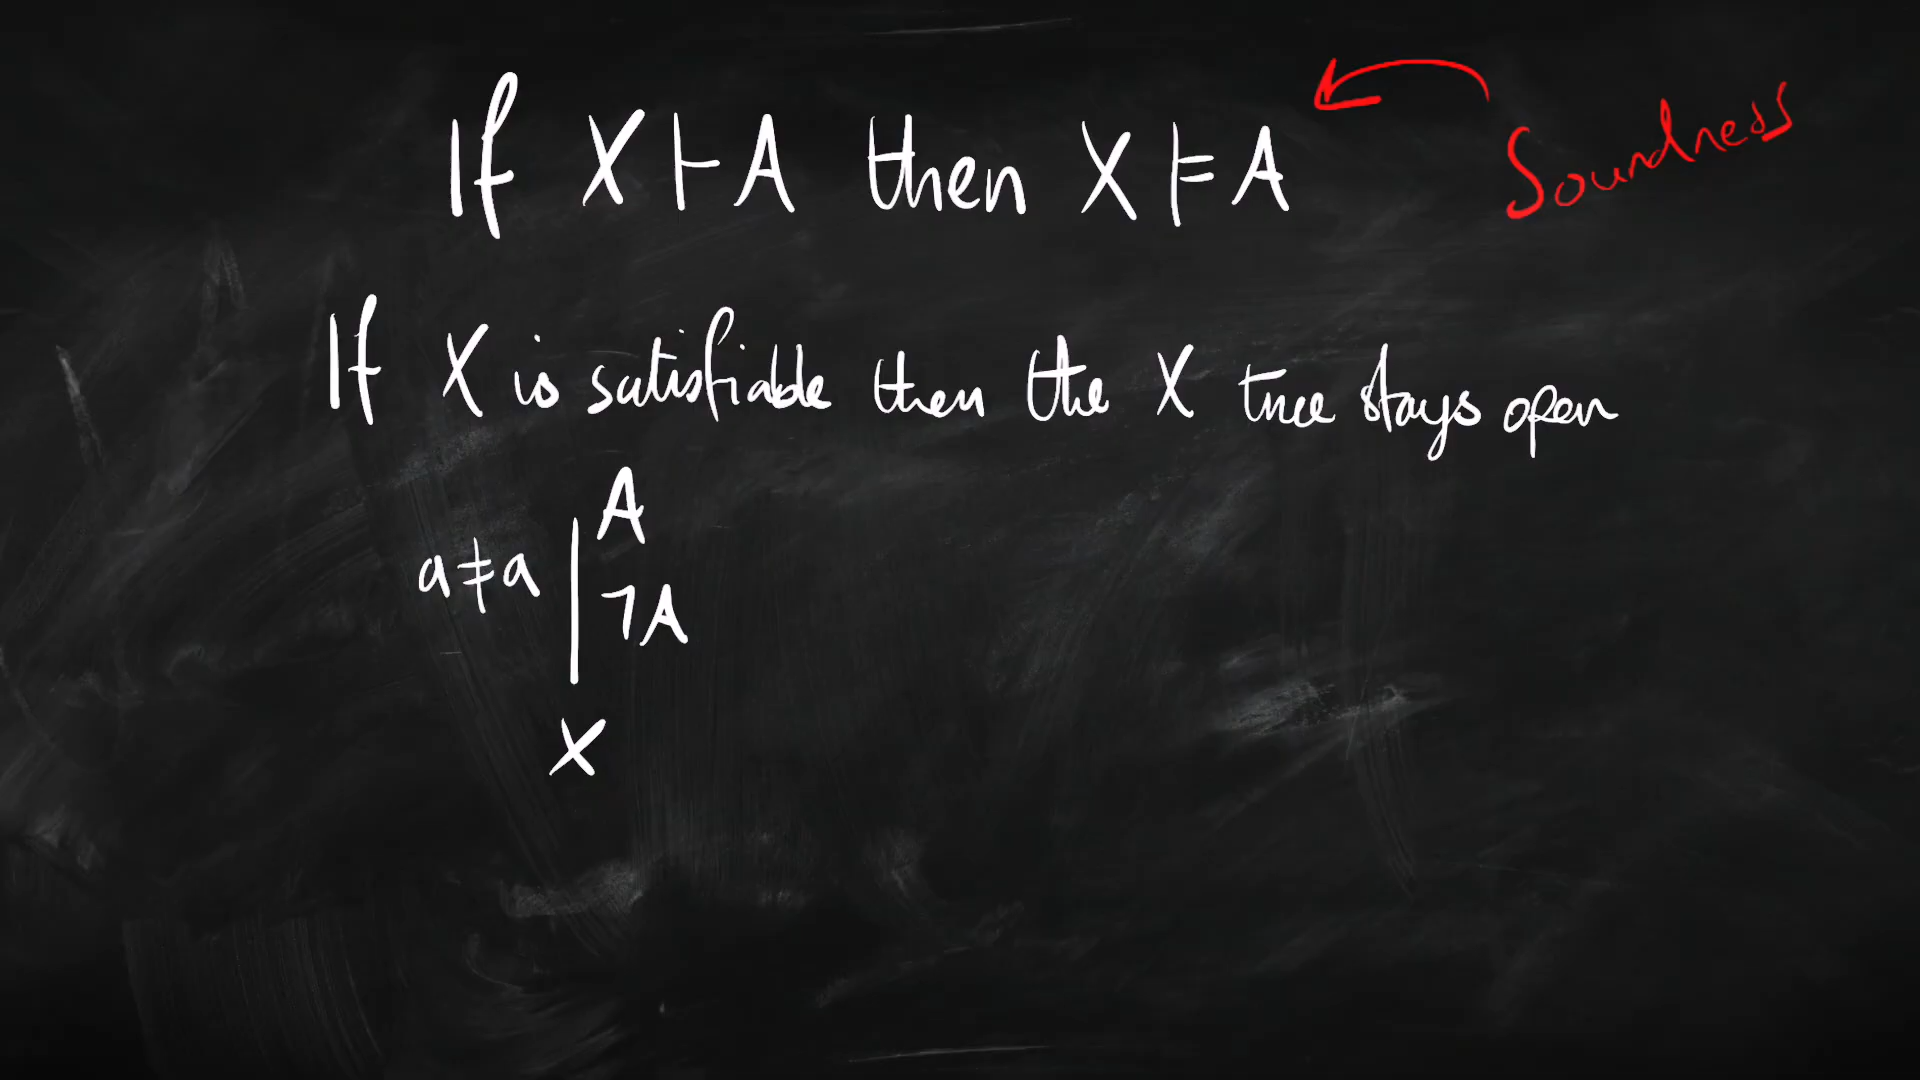 If X ⊢ A then X ⊨ A
Soundness
If X is satisfiable then the X tree stays open
A
a ≠ a
¬A
X